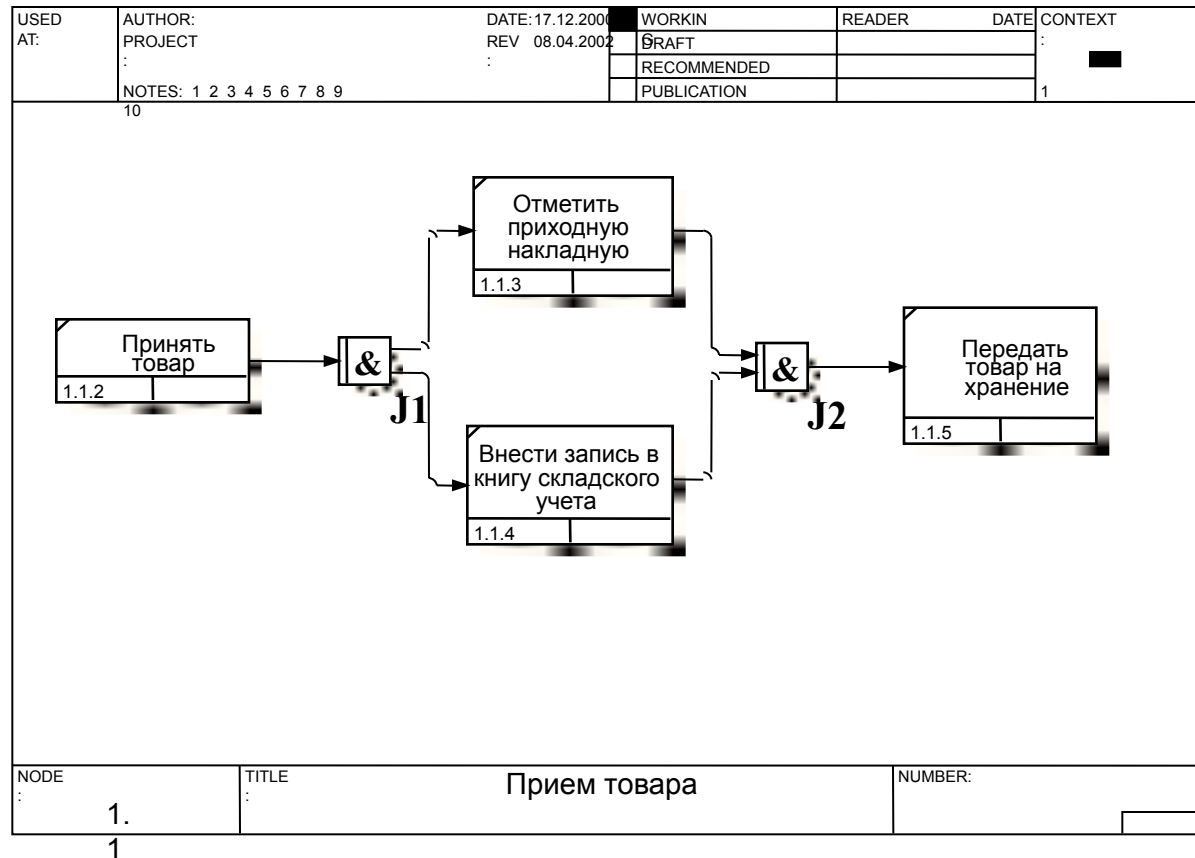 USED AUTHOR: DATE: 17.12.2000 WORKIN READER DATE CONTEXT
AT: PROJECT REV 08.04.2002 G DRAFT :
: :
RECOMMENDED
NOTES: 1 2 3 4 5 6 7 8 9 PUBLICATION 1
10
Отметить
приходную
накладную
1.1.3
Принять
товар
1.1.2
&
J1
Внести запись в
книгу складского
учета
1.1.4
&
J2
Передать
товар на
хранение
1.1.5
NODE TITLE Прием товара NUMBER:
: :
1.
1